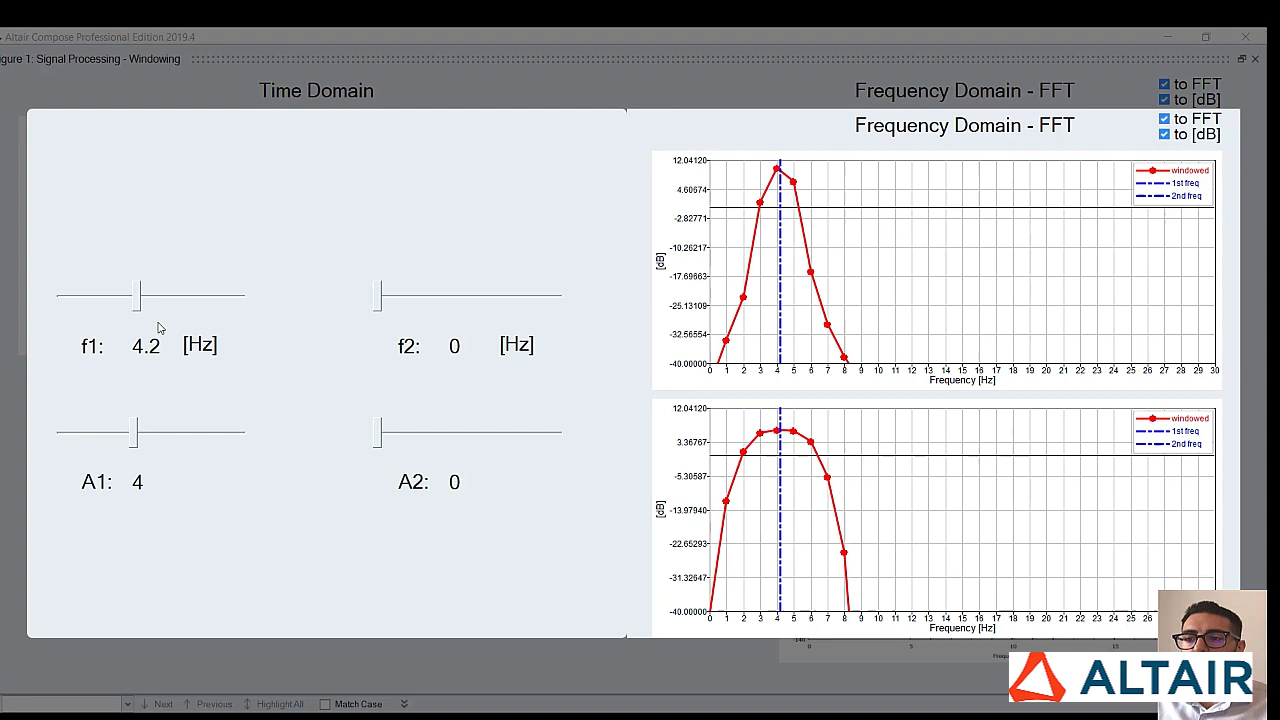 Altair Compose Professional Edition 2019.4
igure 1: Signal Processing - Windowing
Time Domain
Frequency Domain - FFT
to FFT
to [dB]
Frequency Domain - FFT
to FFT
to [dB]
f1: 4.2 [Hz]
f2: 0 [Hz]
A1: 4
A2: 0
12.04120
4.60674
-2.82771
-10.26217
-17.69663
-25.13109
-32.56554
-40.00000
[dB]
windowed
1st freq
2nd freq
0 1 2 3 4 5 6 7 8 9 10 11 12 13 14 15 16 17 18 19 20 21 22 23 24 25 26 27 28 29 30
Frequency [Hz]
12.04120
3.36767
-5.30587
-13.97940
-22.65293
-31.32647
-40.00000
[dB]
windowed
1st freq
2nd freq
0 1 2 3 4 5 6 7 8 9 10 11 12 13 14 15 16 17 18 19 20 21 22 23 24 25 26
Frequency [Hz]
-140
0 5 10 15
ALTAIR
Next Previous Highlight All Match Case